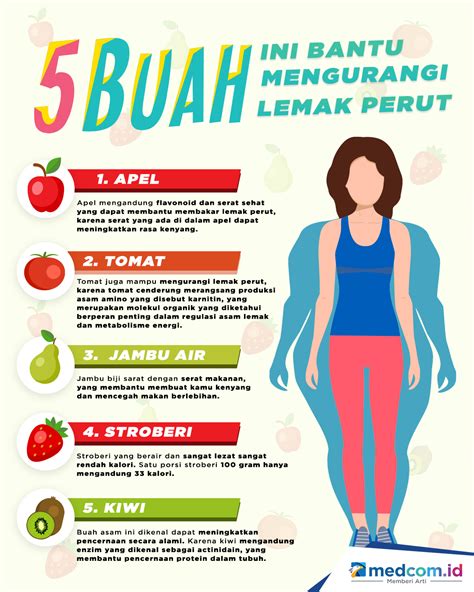 5 BUAH INI BANTU
MENGURANGI
LEMAK PERUT
1. APEL
Apel mengandung flavonoid dan serat sehat
yang dapat membantu membakar lemak perut,
karena serat yang ada di dalam apel dapat
meningkatkan rasa kenyang.
2. TOMAT
Tomat juga mampu mengurangi lemak perut,
karena tomat cenderung merangsang produksi
asam amino yang disebut karnitin, yang
merupakan molekul organik yang diketahui
berperan penting dalam regulasi asam lemak
dan metabolisme energi.
3. JAMBU AIR
Jambu biji sarat dengan serat makanan,
yang membantu membuat kamu kenyang
dan mencegah makan berlebihan.
4. STROBERI
Stroberi yang berair dan sangat lezat sangat
rendah kalori. Satu porsi stroberi 100 gram hanya
mengandung 33 kalori.
5. KIWI
Buah asam ini dikenal dapat meningkatkan
pencernaan secara alami. Karena kiwi mengandung
enzim yang dikenal sebagai actinidain, yang
membantu pencernaan protein dalam tubuh.
medcom.id
Memberi Arti